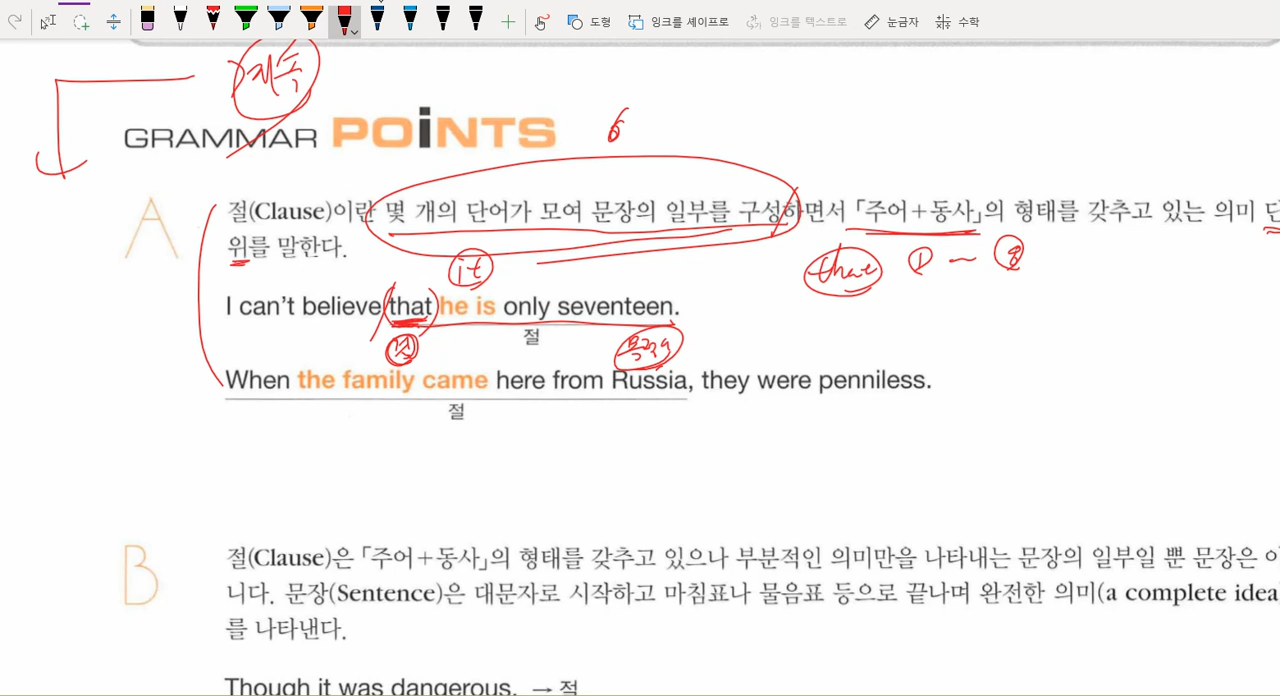 도형 잉크를 셰이프로 잉크를 텍스트로 눈금자 수학
GRAMMAR POiNTS
6
A
절(Clause)이란 몇 개의 단어가 모여 문장의 일부를 구성하면서 「주어+동사」의 형태를 갖추고 있는 의미 단
위를 말한다.
it
that ① ~ ②
I can't believe that he is only seventeen.
절
것
When the family came here from Russia, they were penniless.
절
B
절(Clause)은 「주어+동사」의 형태를 갖추고 있으나 부분적인 의미만을 나타내는 문장의 일부일 뿐 문장은 아
니다. 문장(Sentence)은 대문자로 시작하고 마침표나 물음표 등으로 끝나며 완전한 의미(a complete idea
를 나타낸다.
Though it was dangerous. → 절